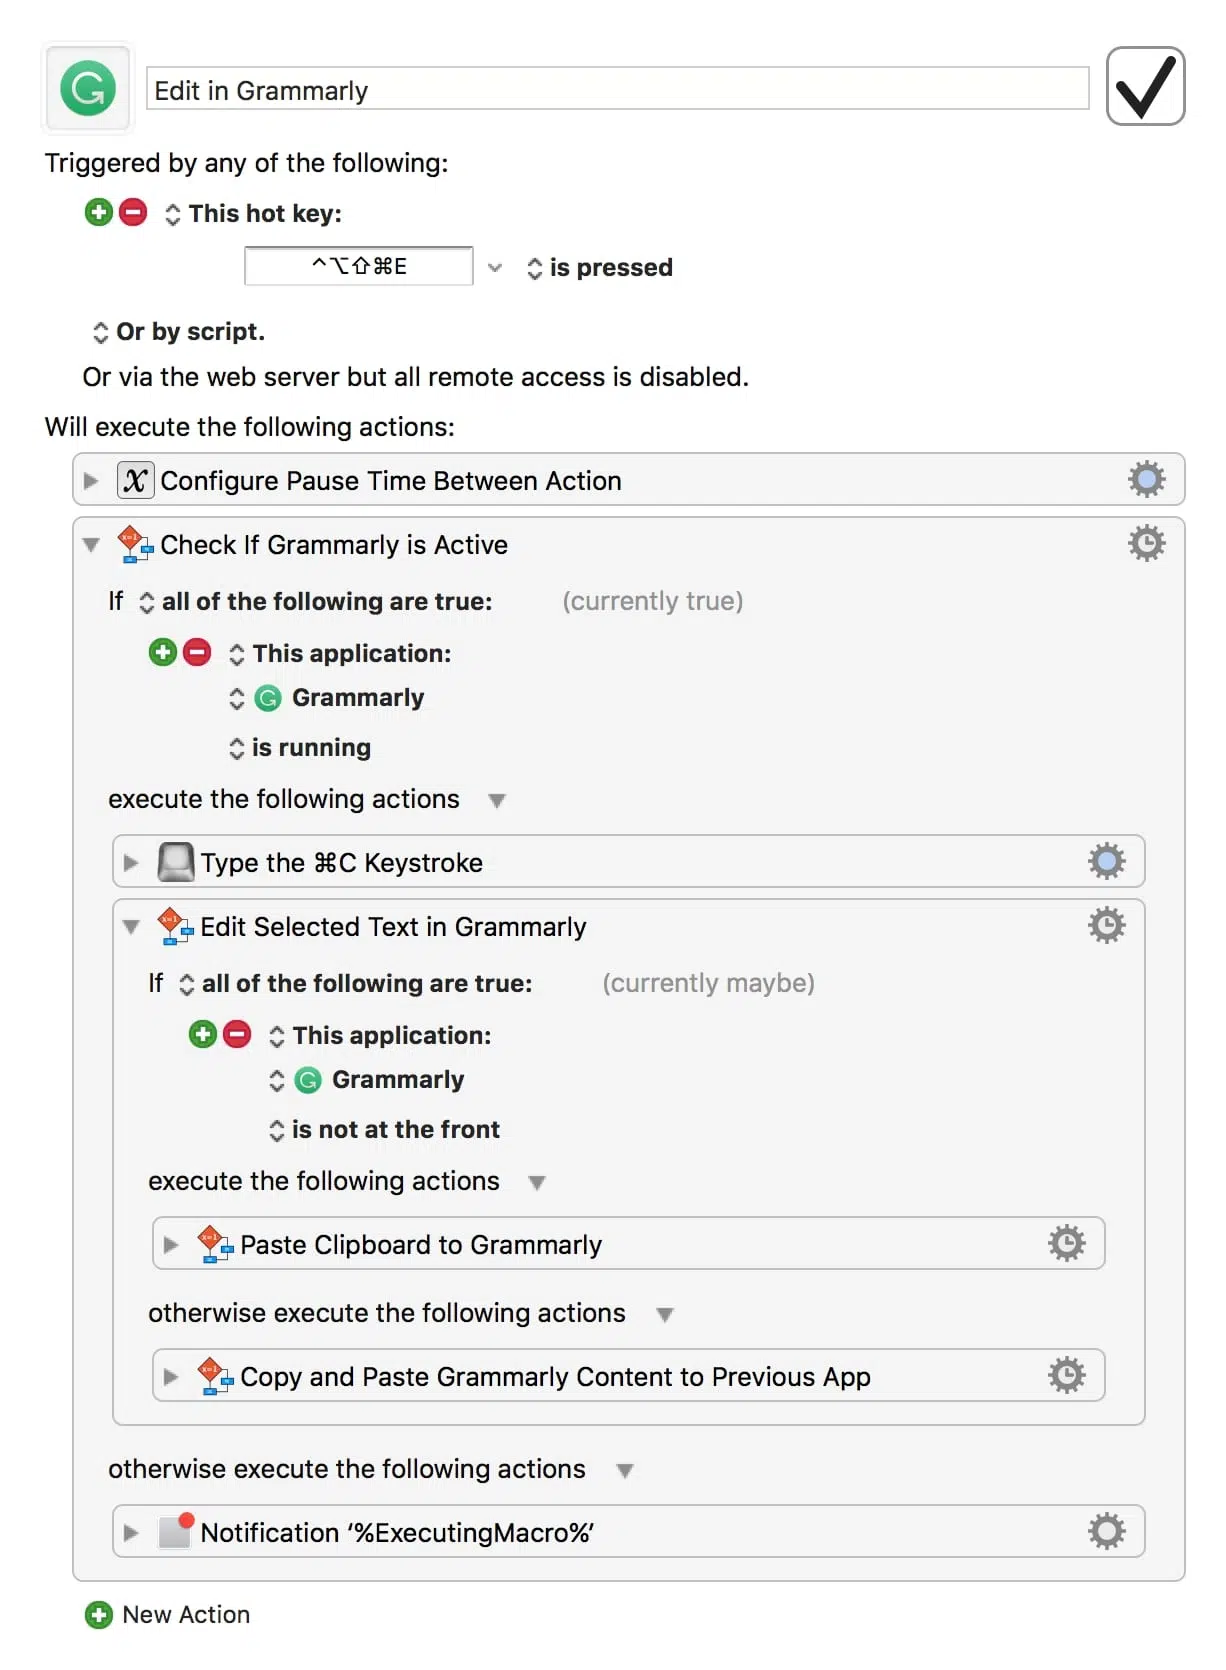 Edit in Grammarly
Triggered by any of the following:
This hot key:
^⌥⇧⌘E is pressed
Or by script.
Or via the web server but all remote access is disabled.
Will execute the following actions:
Configure Pause Time Between Action
Check If Grammarly is Active
If all of the following are true: (currently true)
This application:
Grammarly
is running
execute the following actions
Type the ⌘C Keystroke
Edit Selected Text in Grammarly
If all of the following are true: (currently maybe)
This application:
Grammarly
is not at the front
execute the following actions
Paste Clipboard to Grammarly
otherwise execute the following actions
Copy and Paste Grammarly Content to Previous App
otherwise execute the following actions
Notification ‘%ExecutingMacro%’
New Action